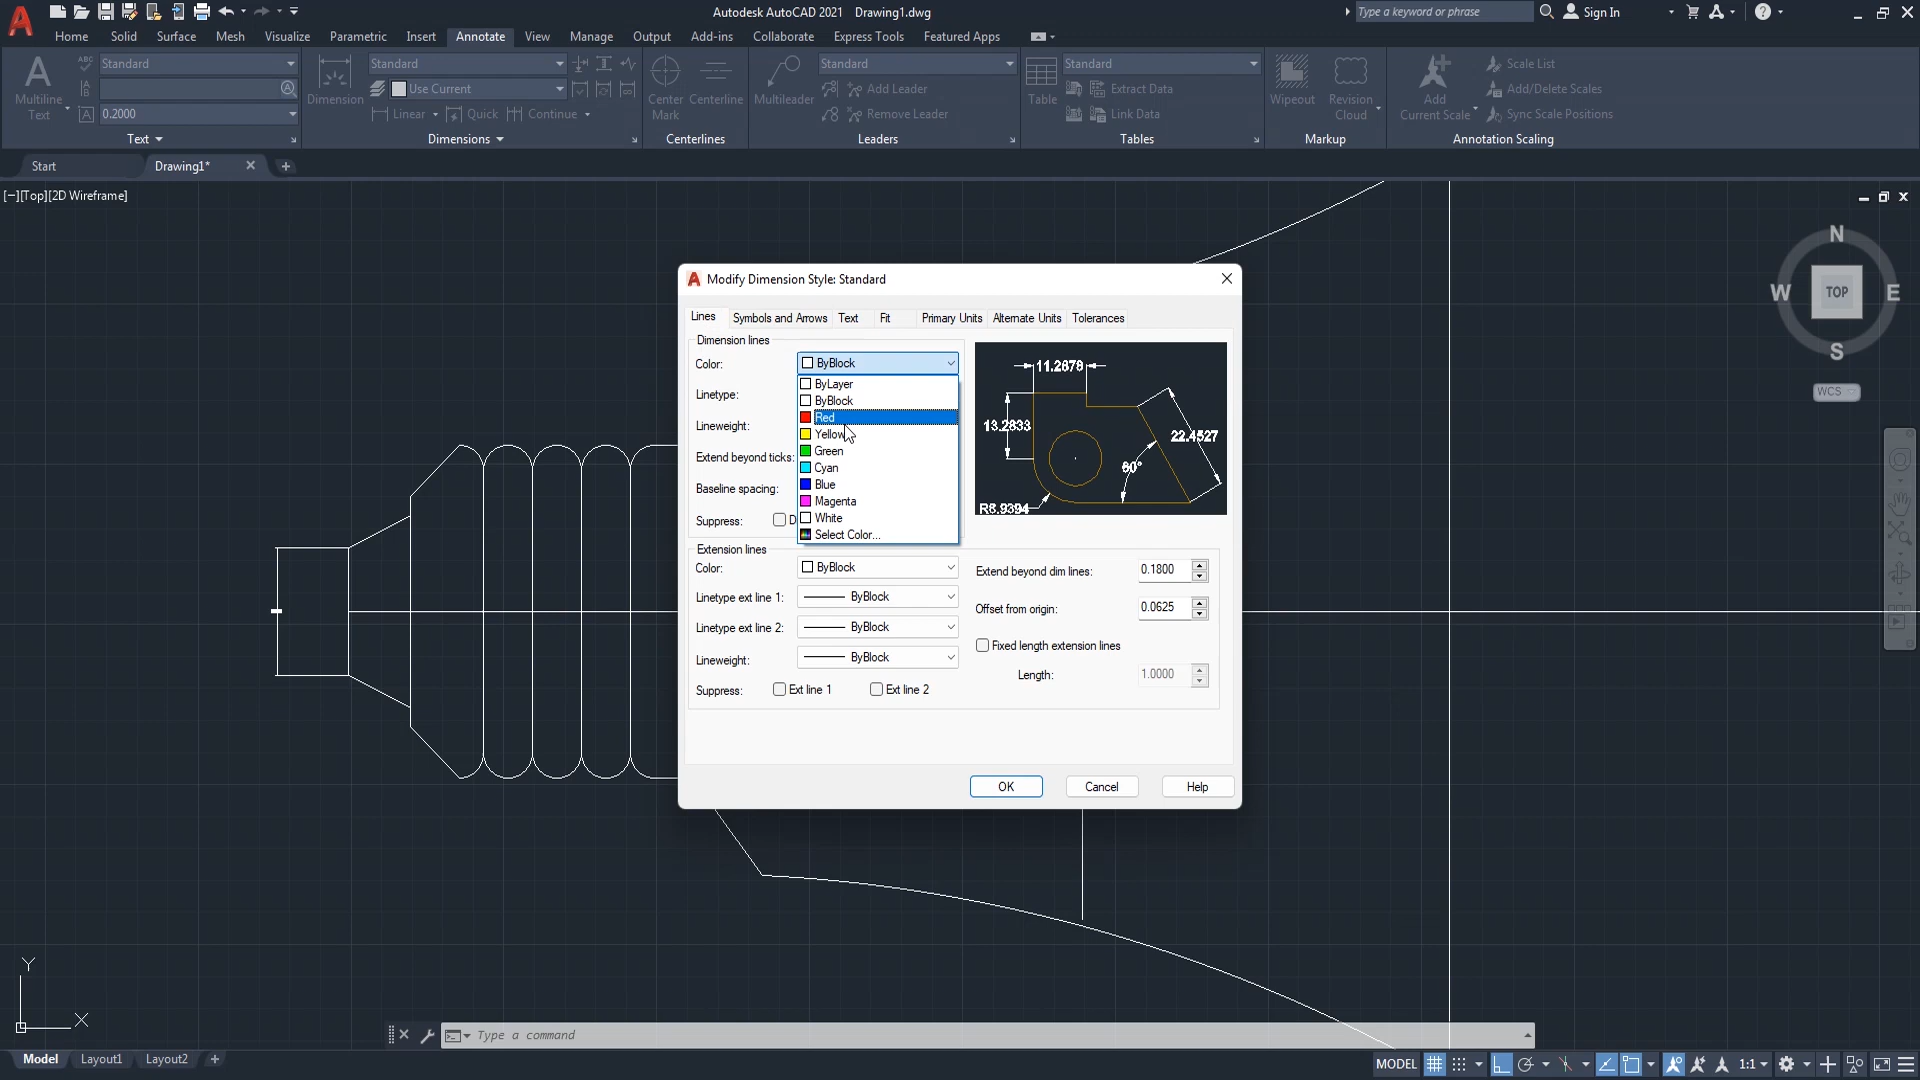 Autodesk AutoCAD 2021 Drawing1.dwg
Type a keyword or phrase
Sign In
Home Solid Surface Mesh Visualize Parametric Insert Annotate View Manage Output Add-ins Collaborate Express Tools Featured Apps
Multiline
Text
ABC
Standard
0.2000
Text
Dimension
Standard
Use Current
Linear Quick Continue
Dimensions
Center
Mark
Centerline
Centerlines
Multileader
Standard
Add Leader
Remove Leader
Leaders
Table
Standard
Extract Data
Link Data
Tables
Wipeout
Revision
Cloud
Markup
Add
Current Scale
Scale List
Add/Delete Scales
Sync Scale Positions
Annotation Scaling
Start
Drawing1*
[−][Top][2D Wireframe]
N
W TOP E
S
WCS
Modify Dimension Style: Standard
Lines Symbols and Arrows Text Fit Primary Units Alternate Units Tolerances
Dimension lines
Color: ByBlock
ByLayer
ByBlock
Red
Yellow
Green
Cyan
Blue
Magenta
White
Select Color...
Linetype:
Lineweight:
Extend beyond ticks:
Baseline spacing:
Suppress: D
11.2678
13.2833
22.4527
60°
R8.9394
Extension lines
Color: ByBlock
Linetype ext line 1: ByBlock
Linetype ext line 2: ByBlock
Lineweight: ByBlock
Suppress: Ext line 1 Ext line 2
Extend beyond dim lines: 0.1800
Offset from origin: 0.0625
Fixed length extension lines
Length: 1.0000
OK Cancel Help
Y
X
Type a command
Model Layout1 Layout2 +
MODEL 1:1